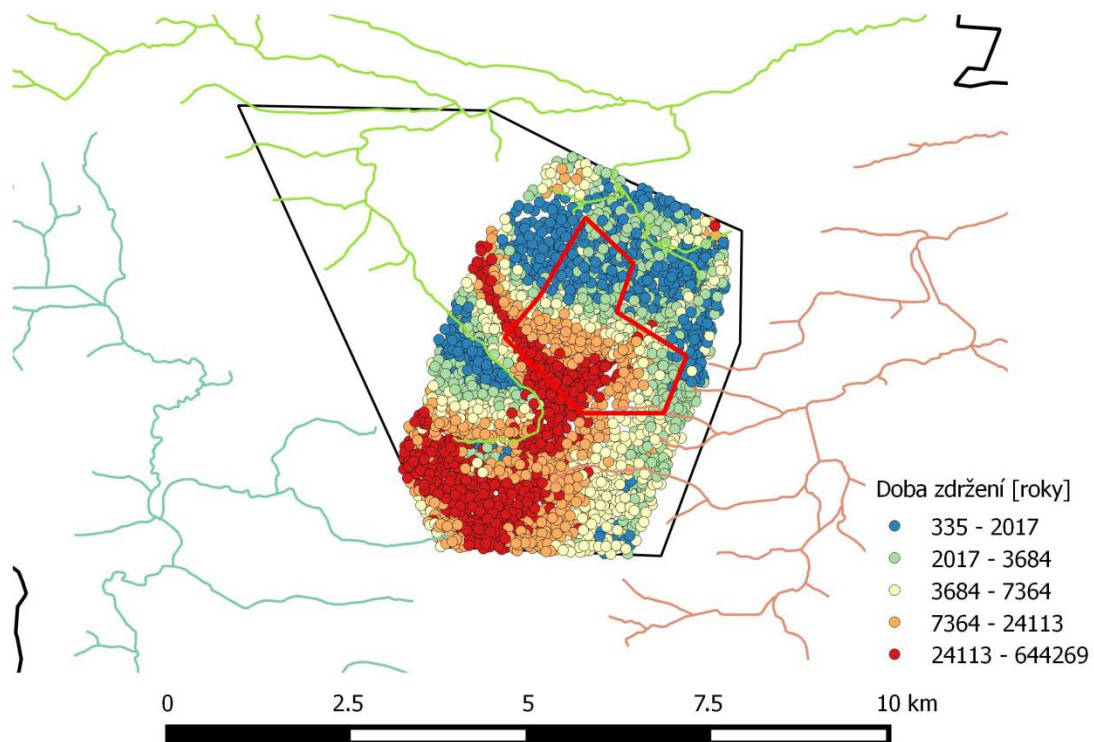 Doba zdržení [roky]
335 - 2017
2017 - 3684
3684 - 7364
7364 - 24113
24113 - 644269
0 2.5 5 7.5 10 km